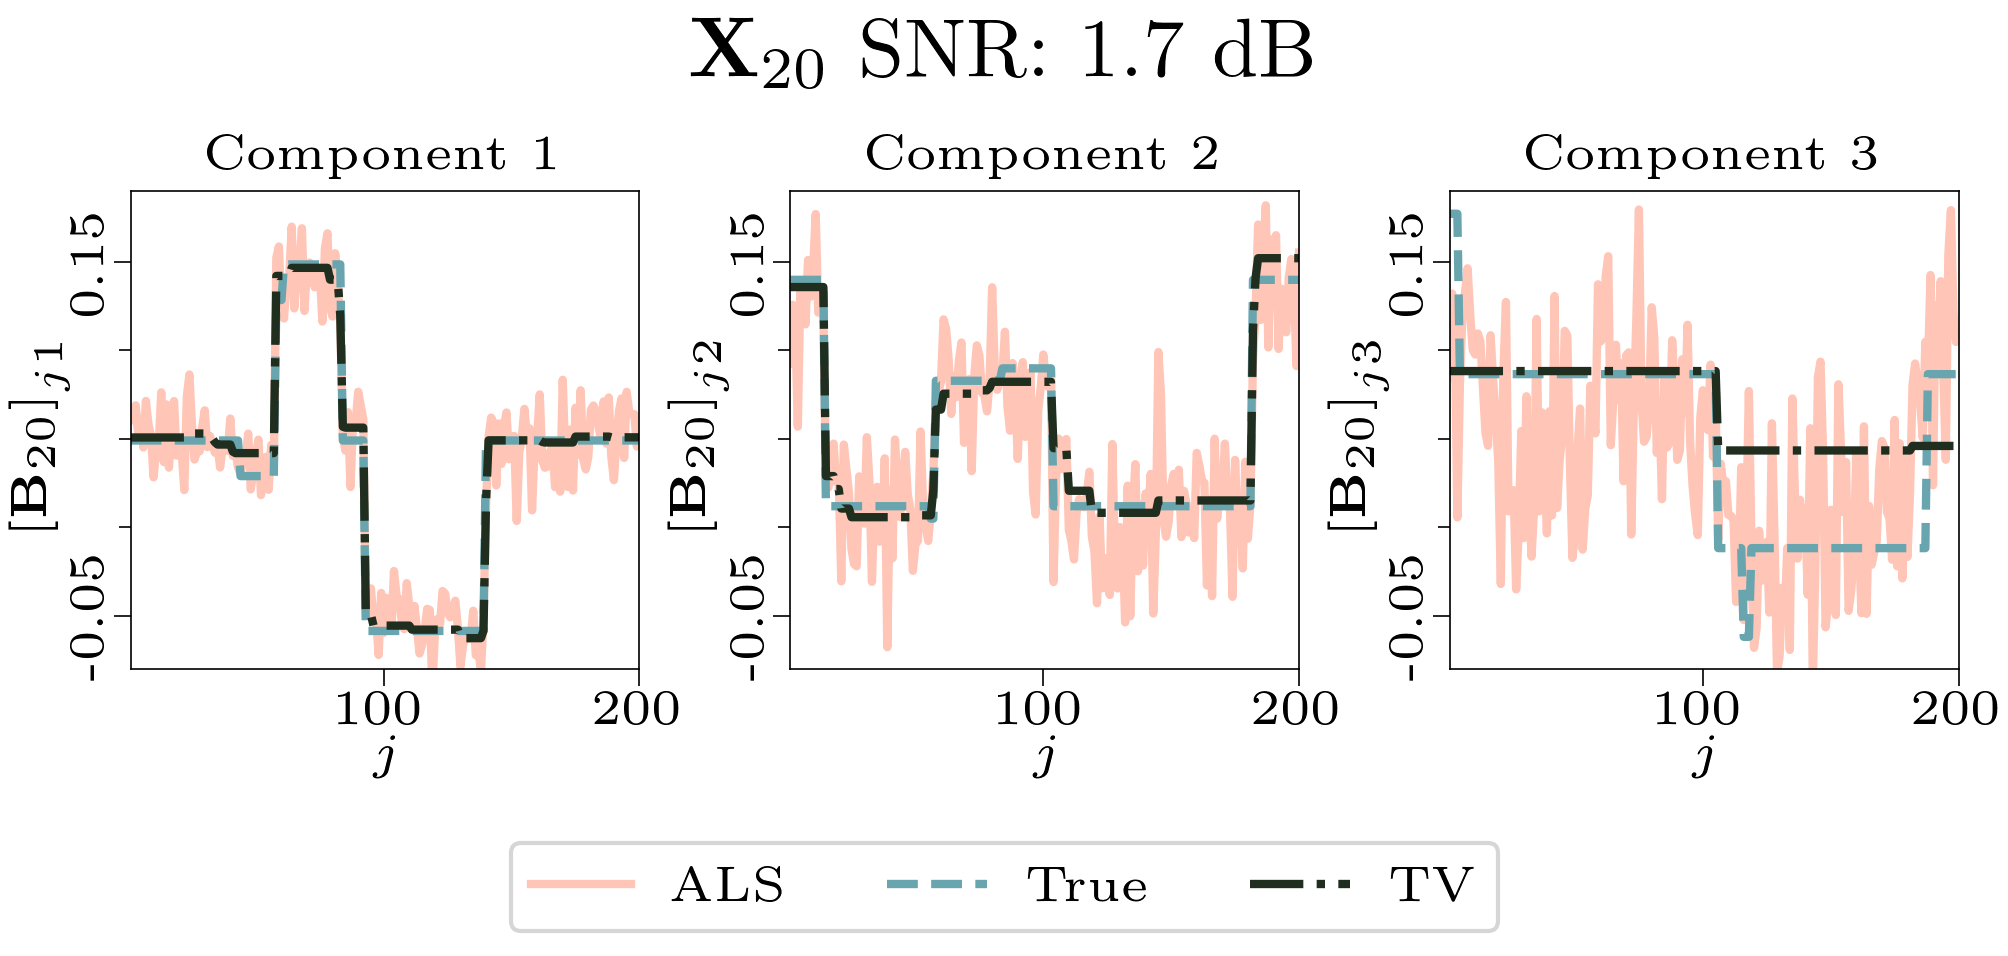 X₂₀ SNR: 1.7 dB
Component 1
Component 2
Component 3
[B₂₀]ⱼ₁
0.15
-0.05
100
200
j
[B₂₀]ⱼ₂
0.15
-0.05
100
200
j
[B₂₀]ⱼ₃
0.15
-0.05
100
200
j
ALS
True
TV